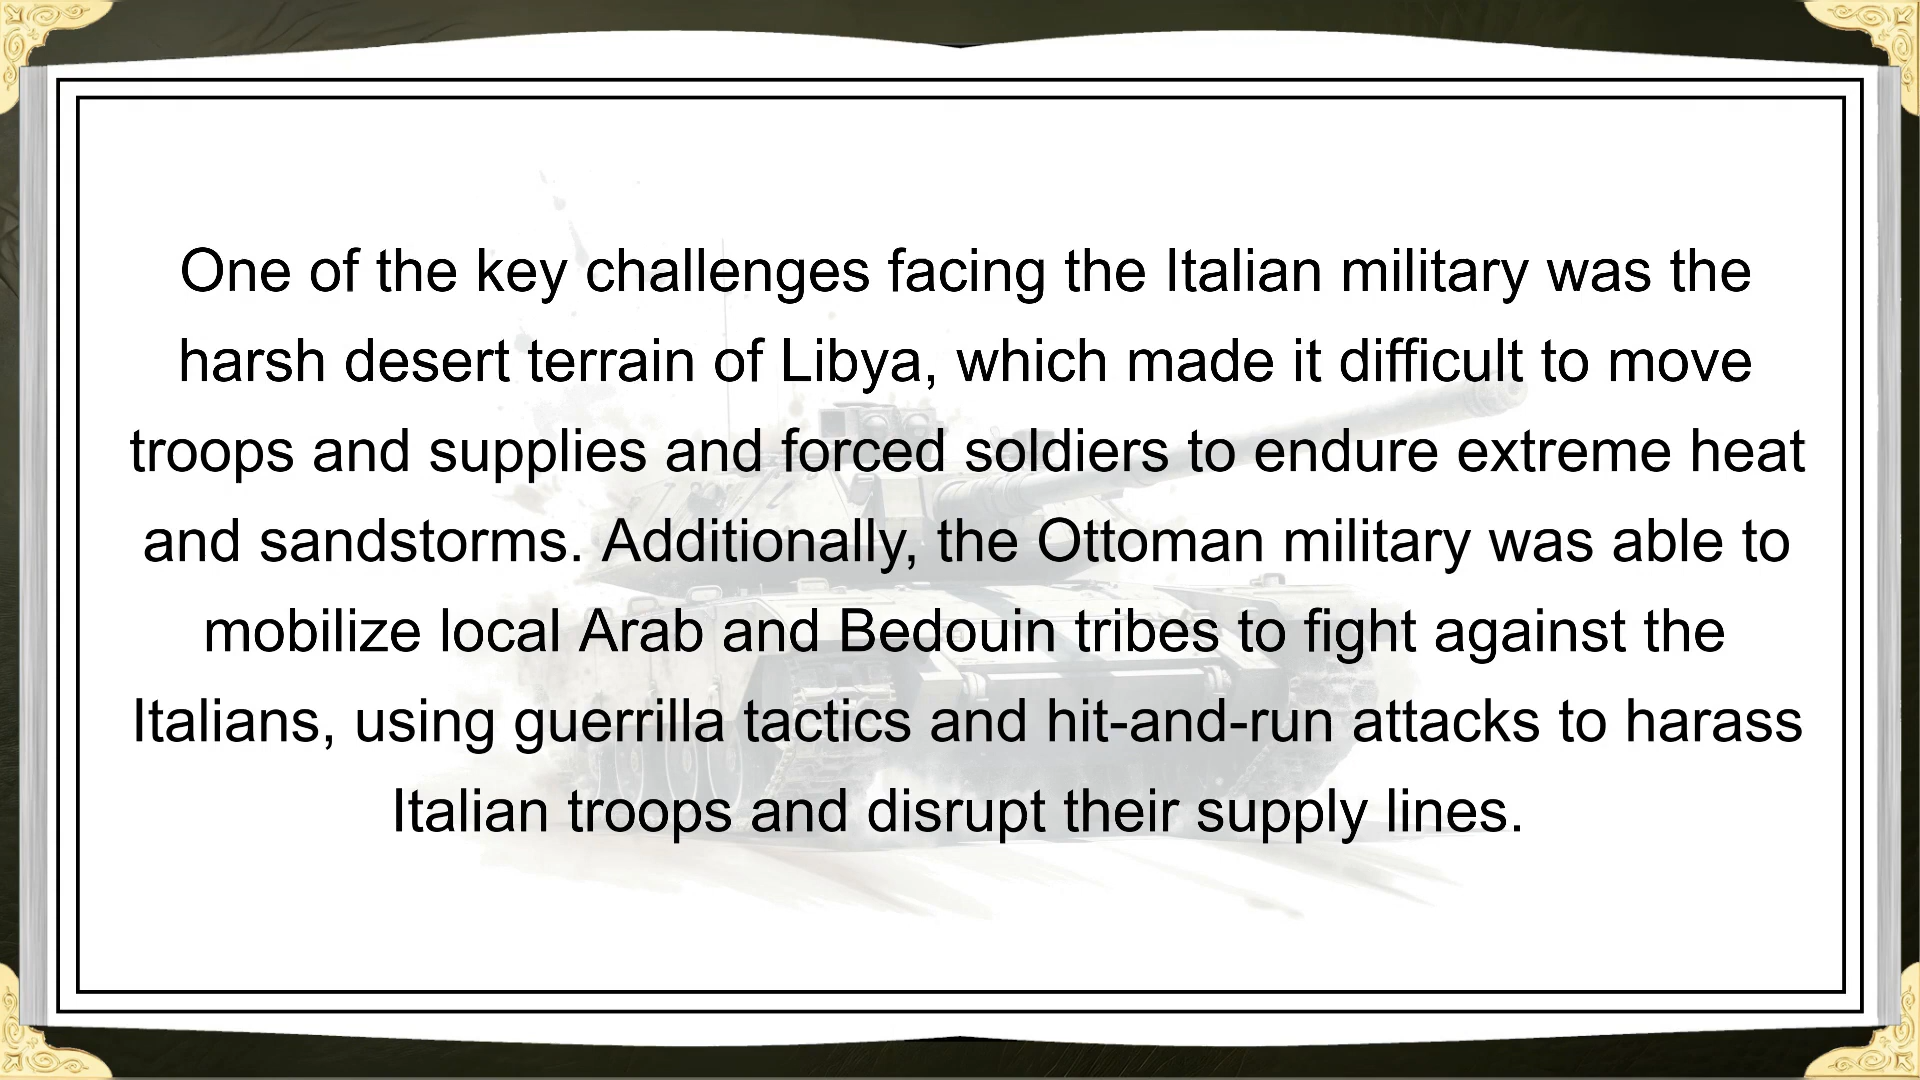 One of the key challenges facing the Italian military was the
harsh desert terrain of Libya, which made it difficult to move
troops and supplies and forced soldiers to endure extreme heat
and sandstorms. Additionally, the Ottoman military was able to
mobilize local Arab and Bedouin tribes to fight against the
Italians, using guerrilla tactics and hit-and-run attacks to harass
Italian troops and disrupt their supply lines.